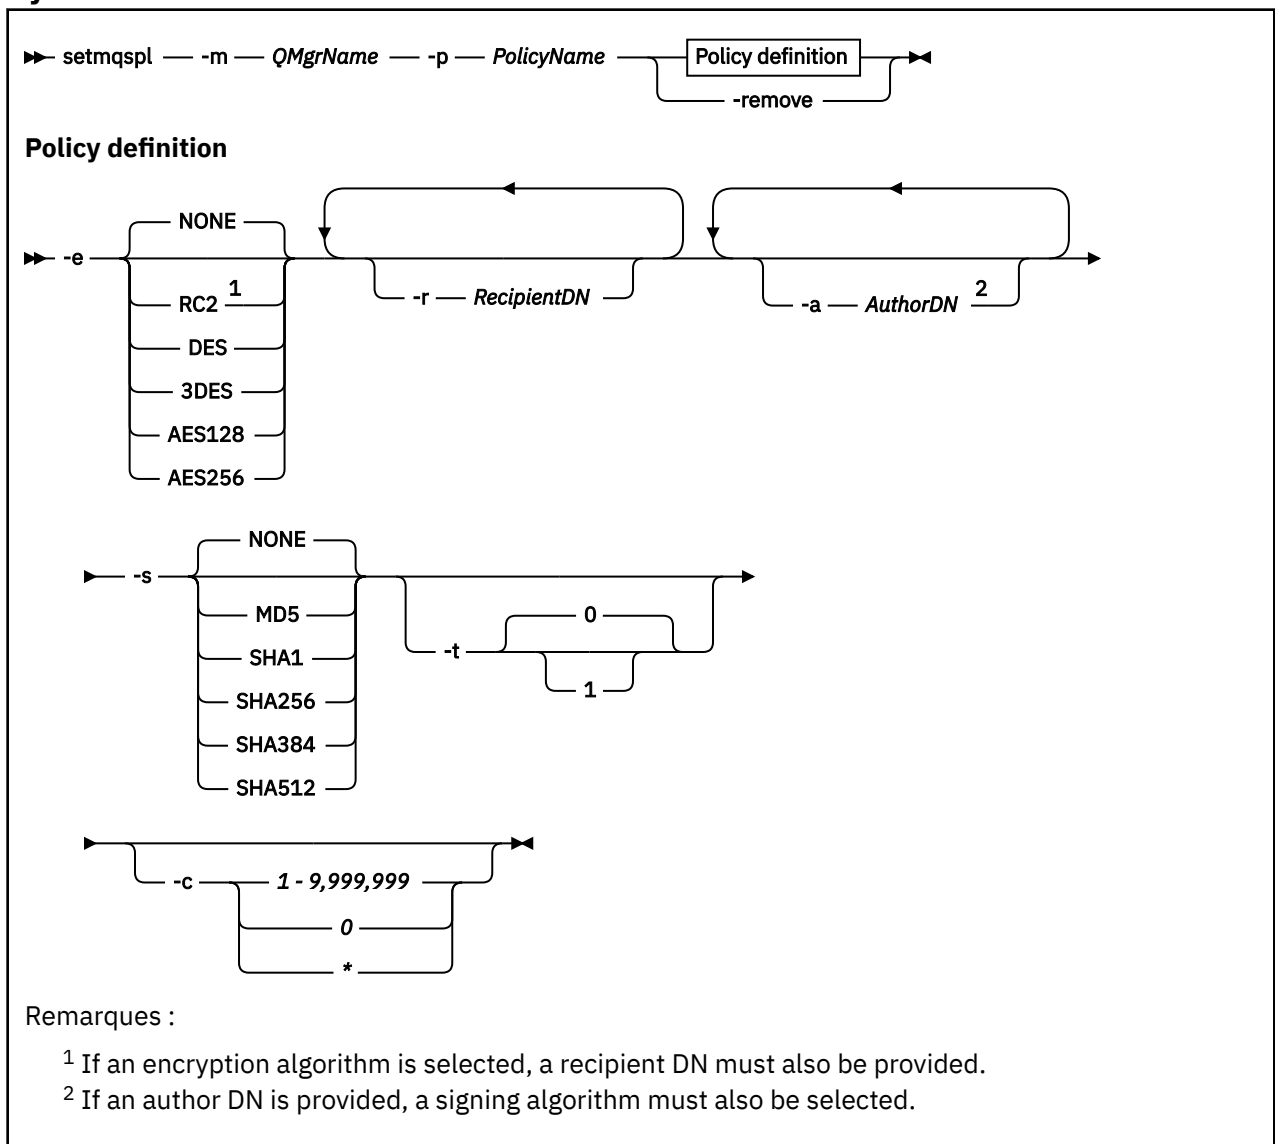 setmqspl -m QMgrName -p PolicyName Policy definition
-remove
Policy definition
NONE
-e
RC2 1
-r RecipientDN
-a AuthorDN 2
DES
3DES
AES128
AES256
NONE
-s
MD5
0
SHA1
-t
SHA256
1
SHA384
SHA512
-c 1 - 9,999,999
0
*
Remarques :
1 If an encryption algorithm is selected, a recipient DN must also be provided.
2 If an author DN is provided, a signing algorithm must also be selected.